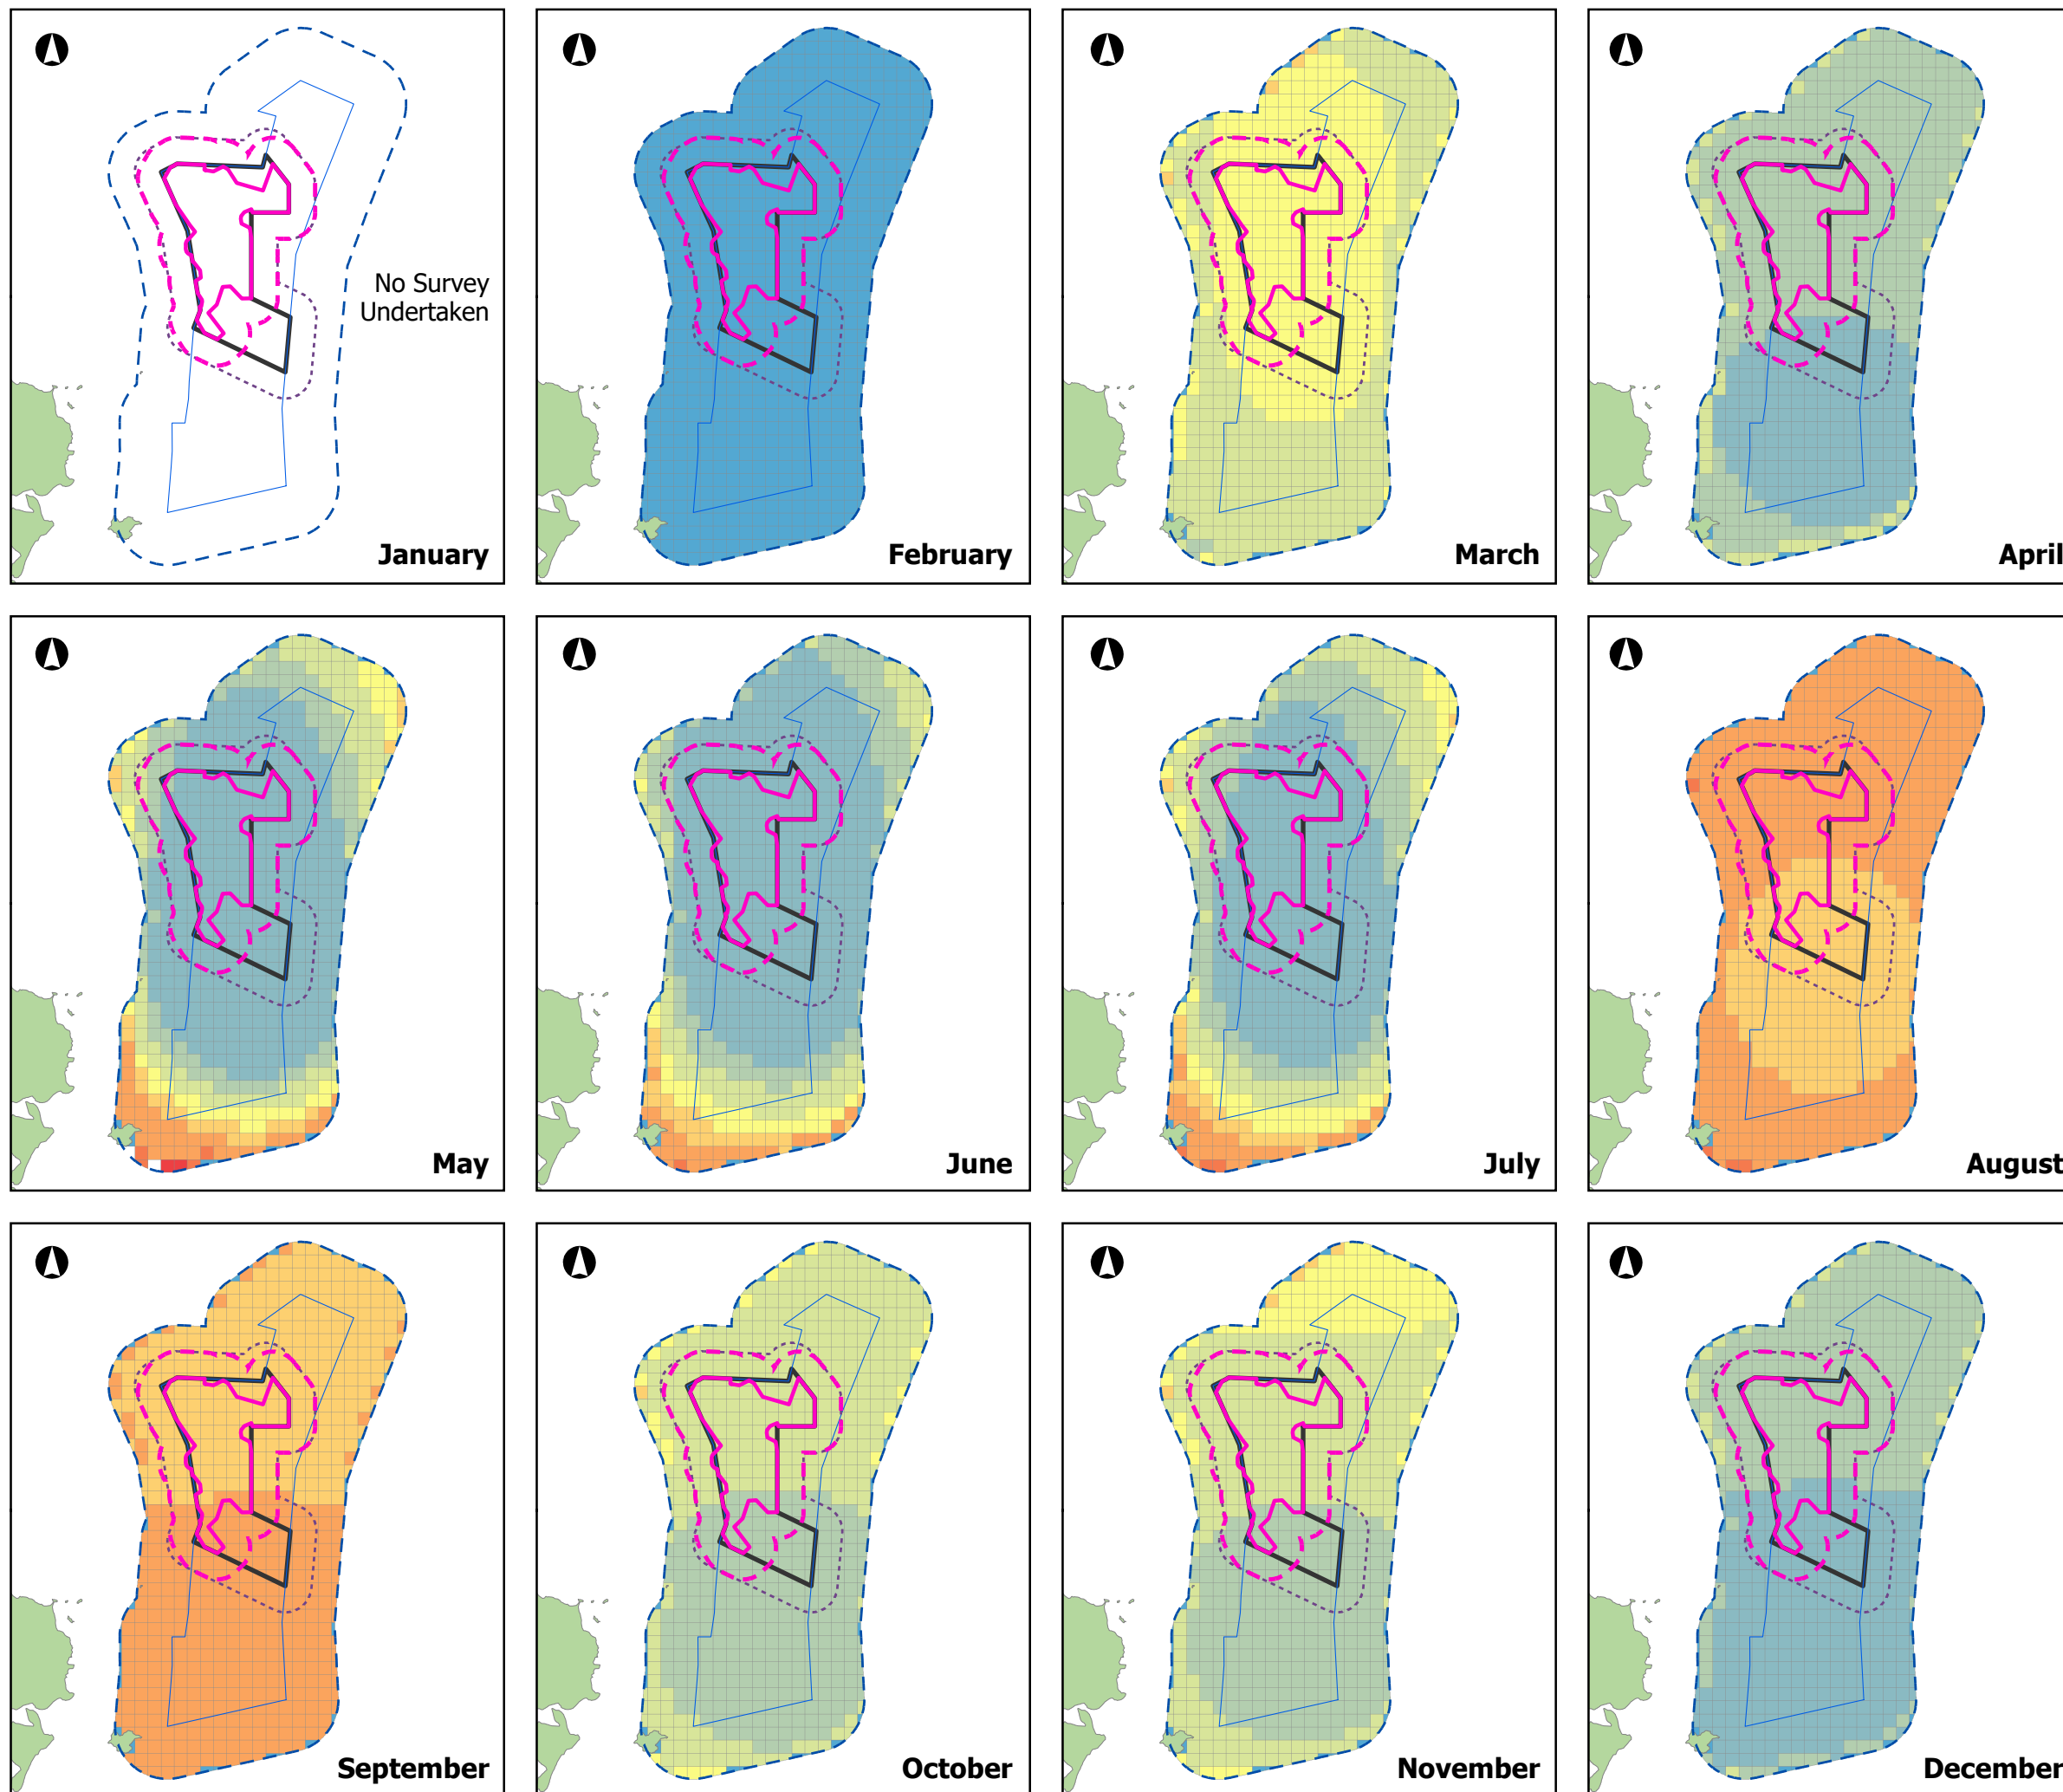 No Survey
Undertaken
January
February
March
April
May
June
July
August
September
October
November
December